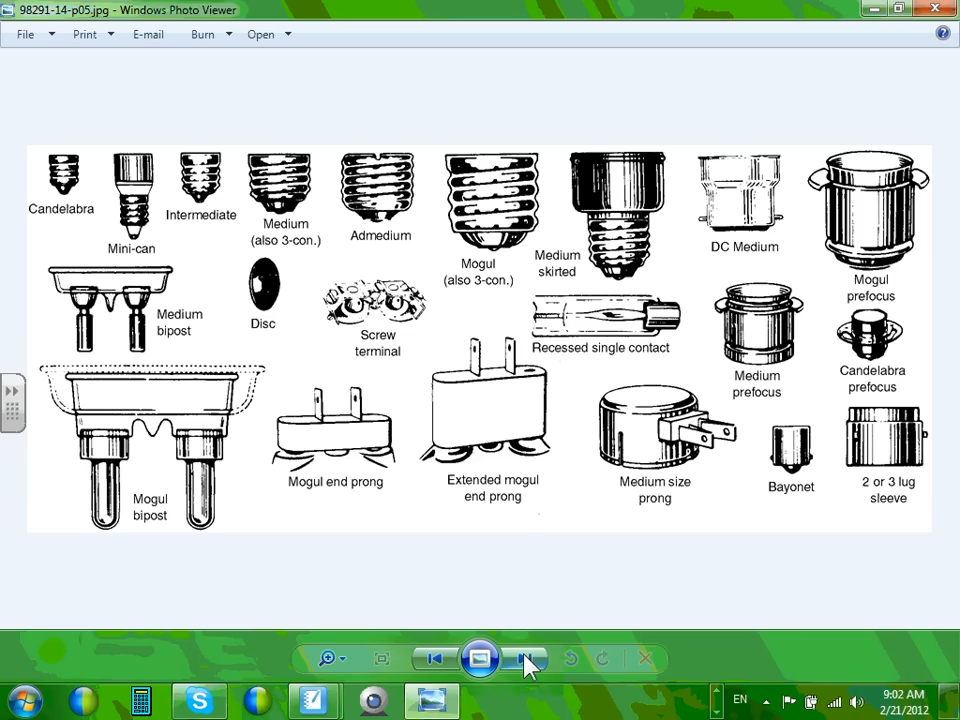 98291-14-p05.jpg - Windows Photo Viewer
File
Print
E-mail
Burn
Open
Candelabra
Mini-can
Intermediate
Medium
(also 3-con.)
Admedium
Mogul
(also 3-con.)
Medium
skirted
DC Medium
Mogul
prefocus
Medium
bipost
Disc
Screw
terminal
Recessed single contact
Medium
prefocus
Candelabra
prefocus
Mogul
bipost
Mogul end prong
Extended mogul
end prong
Medium size
prong
Bayonet
2 or 3 lug
sleeve
EN
9:02 AM
2/21/2012